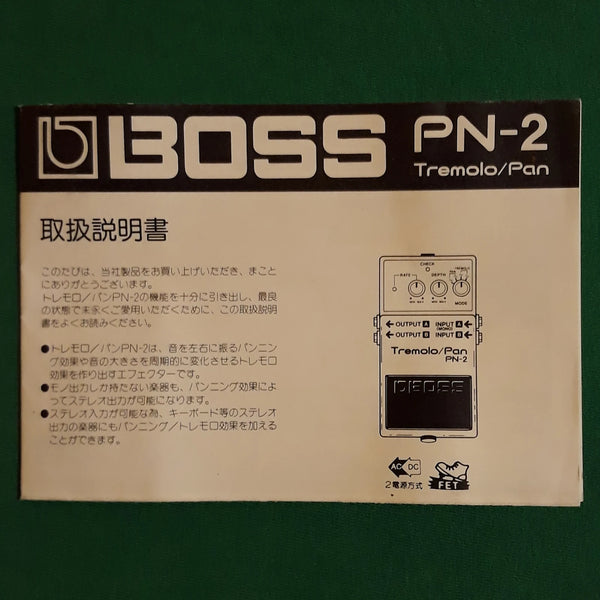 BOSS PN-2
Tremolo/Pan
取扱説明書
このたびは、当社製品をお買い上げいただき、まこと
にありがとうございます。
トレモロ／パンPN-2の機能を十分に引き出し、最良
の状態で末永くご愛用いただくために、この取扱説明
書をよくお読みください。
●トレモロ／パンPN-2は、音を左右に振るパンニン
グ効果や音の大きさを周期的に変化させるトレモロ
効果を作り出すエフェクターです。
●モノ出力しか持たない楽器も、パンニング効果によ
ってステレオ出力が可能になります。
●ステレオ入力が可能な為、キーボード等のステレオ
出力の楽器にもパンニング／トレモロ効果を加える
ことができます。
CHECK
RATE DEPTH
MODE
OUTPUT A INPUT A
(MONO)
OUTPUT B INPUT B
Tremolo/Pan
PN-2
BOSS
AC DC
2電源方式
FET